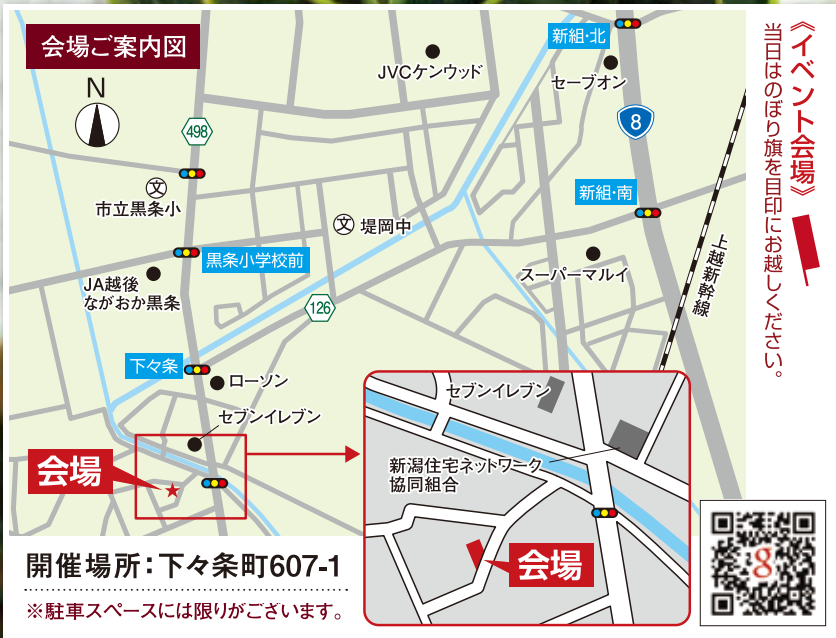 会場ご案内図
N
JVCケンウッド
新組・北
セーブオン
8
498
市立黒条小
文
文
堤岡中
新組・南
黒条小学校前
JA越後
ながおか黒条
スーパーマルイ
上越新幹線
126
下々条
ローソン
セブンイレブン
会場
セブンイレブン
新潟住宅ネットワーク
協同組合
会場
開催場所：下々条町607-1
※駐車スペースには限りがございます。
《イベント会場》
当日はのぼり旗を目印にお越しください。
g